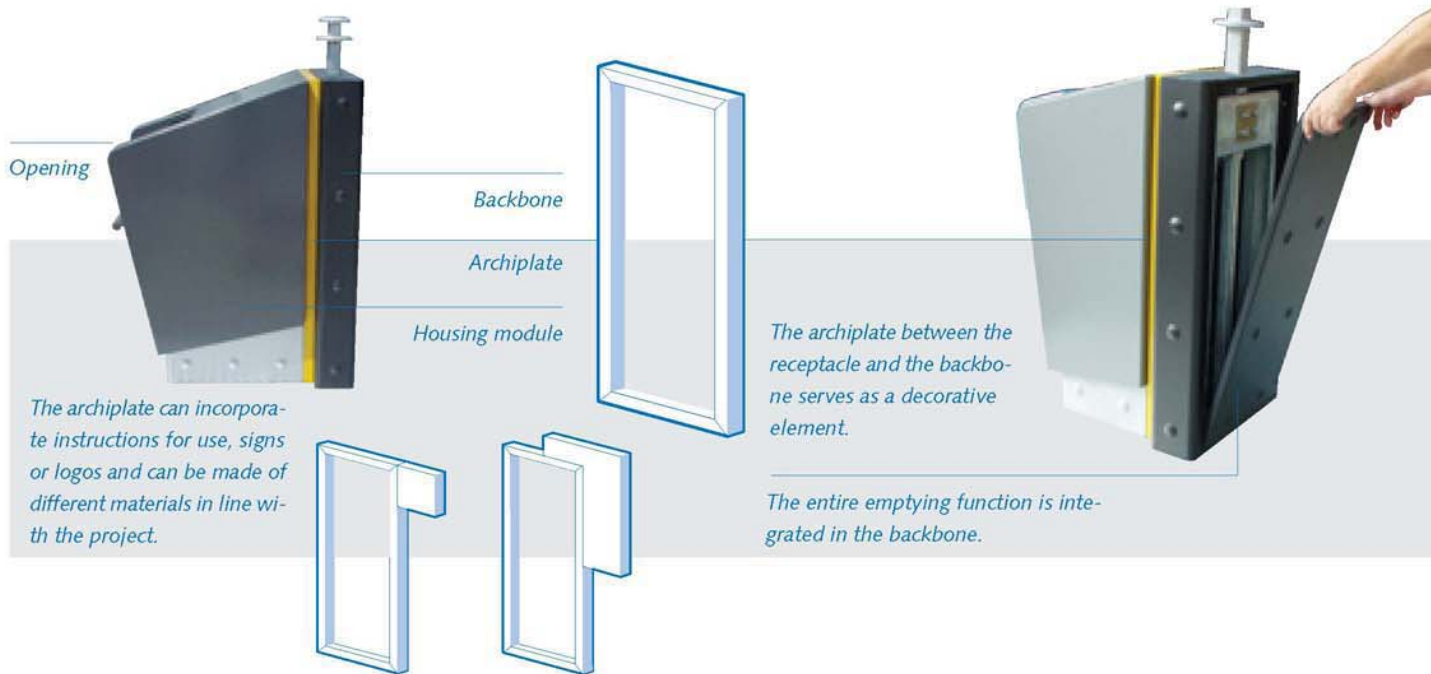 Opening
Backbone
Archiplate
Housing module
The archiplate can incorpora-
te instructions for use, signs
or logos and can be made of
different materials in line wi-
th the project.
The archiplate between the
receptacle and the backbo-
ne serves as a decorative
element.
The entire emptying function is inte-
grated in the backbone.